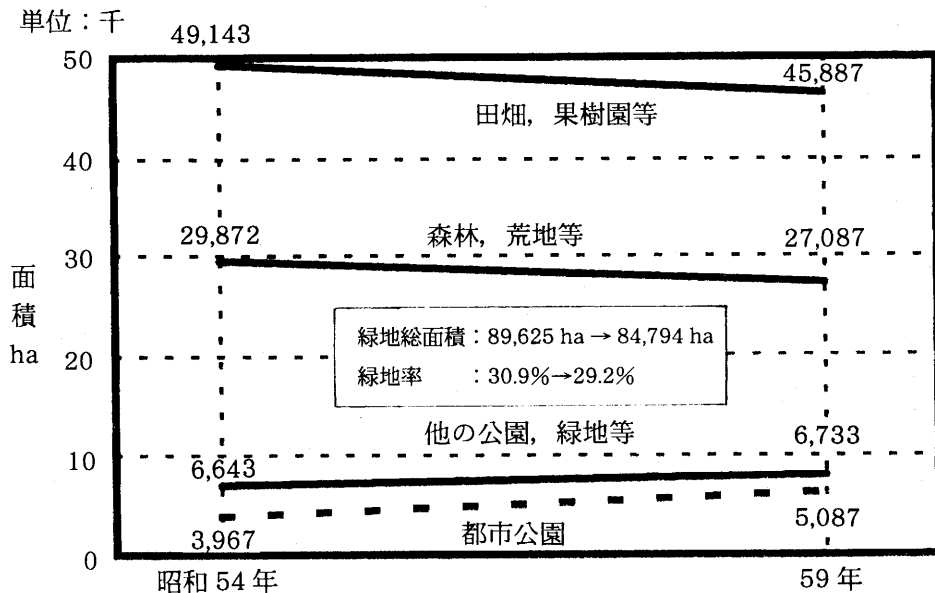 単位：千
49,143
50
45,887
田畑，果樹園等
40
29,872
森林，荒地等
27,087
30
面積
ha
緑地総面積：89,625 ha → 84,794 ha
緑地率　　：30.9%→29.2%
20
他の公園，緑地等
6,733
10
6,643
3,967
都市公園
5,087
0
昭和 54 年
59 年